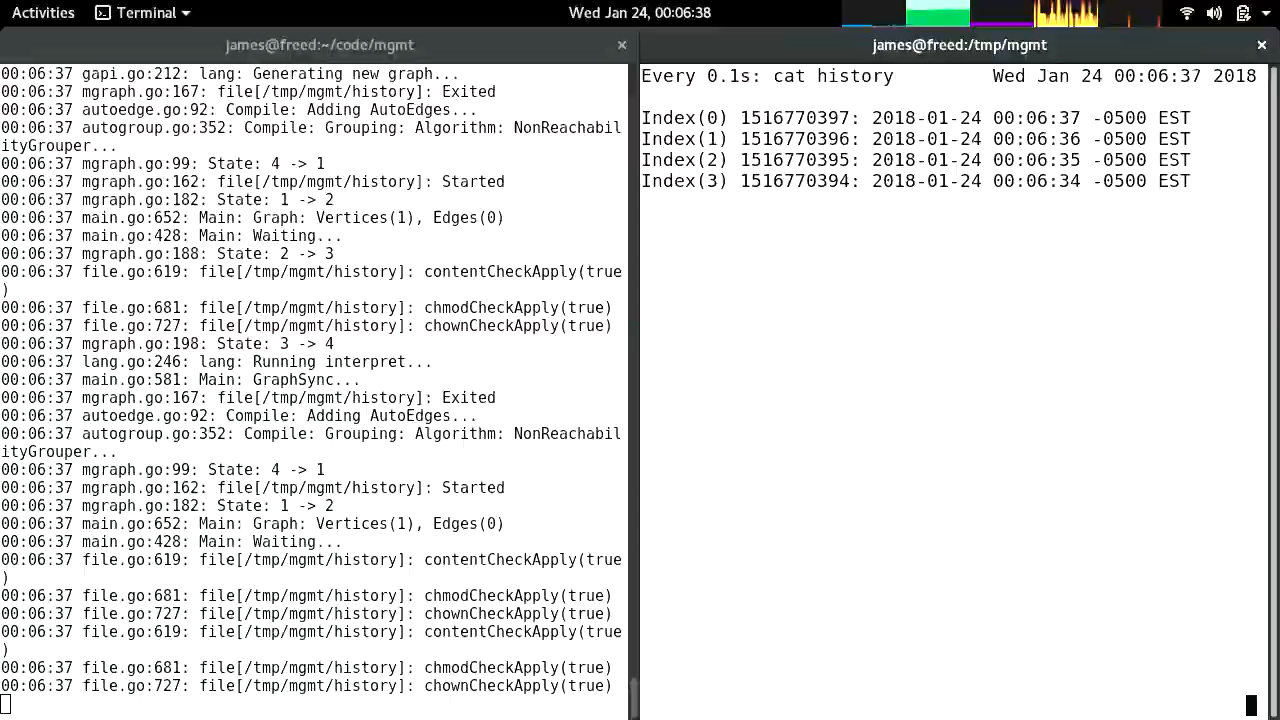 Activities Terminal Wed Jan 24, 00:06:38
james@freed:~/code/mgmt ×
00:06:37 gapi.go:212: lang: Generating new graph...
00:06:37 mgraph.go:167: file[/tmp/mgmt/history]: Exited
00:06:37 autoedge.go:92: Compile: Adding AutoEdges...
00:06:37 autogroup.go:352: Compile: Grouping: Algorithm: NonReachabil
ityGrouper...
00:06:37 mgraph.go:99: State: 4 -> 1
00:06:37 mgraph.go:162: file[/tmp/mgmt/history]: Started
00:06:37 mgraph.go:182: State: 1 -> 2
00:06:37 main.go:652: Main: Graph: Vertices(1), Edges(0)
00:06:37 main.go:428: Main: Waiting...
00:06:37 mgraph.go:188: State: 2 -> 3
00:06:37 file.go:619: file[/tmp/mgmt/history]: contentCheckApply(true
)
00:06:37 file.go:681: file[/tmp/mgmt/history]: chmodCheckApply(true)
00:06:37 file.go:727: file[/tmp/mgmt/history]: chownCheckApply(true)
00:06:37 mgraph.go:198: State: 3 -> 4
00:06:37 lang.go:246: lang: Running interpret...
00:06:37 main.go:581: Main: GraphSync...
00:06:37 mgraph.go:167: file[/tmp/mgmt/history]: Exited
00:06:37 autoedge.go:92: Compile: Adding AutoEdges...
00:06:37 autogroup.go:352: Compile: Grouping: Algorithm: NonReachabil
ityGrouper...
00:06:37 mgraph.go:99: State: 4 -> 1
00:06:37 mgraph.go:162: file[/tmp/mgmt/history]: Started
00:06:37 mgraph.go:182: State: 1 -> 2
00:06:37 main.go:652: Main: Graph: Vertices(1), Edges(0)
00:06:37 main.go:428: Main: Waiting...
00:06:37 file.go:619: file[/tmp/mgmt/history]: contentCheckApply(true
)
00:06:37 file.go:681: file[/tmp/mgmt/history]: chmodCheckApply(true)
00:06:37 file.go:727: file[/tmp/mgmt/history]: chownCheckApply(true)
00:06:37 file.go:619: file[/tmp/mgmt/history]: contentCheckApply(true
)
00:06:37 file.go:681: file[/tmp/mgmt/history]: chmodCheckApply(true)
00:06:37 file.go:727: file[/tmp/mgmt/history]: chownCheckApply(true)
james@freed:/tmp/mgmt ×
Every 0.1s: cat history Wed Jan 24 00:06:37 2018
Index(0) 1516770397: 2018-01-24 00:06:37 -0500 EST
Index(1) 1516770396: 2018-01-24 00:06:36 -0500 EST
Index(2) 1516770395: 2018-01-24 00:06:35 -0500 EST
Index(3) 1516770394: 2018-01-24 00:06:34 -0500 EST